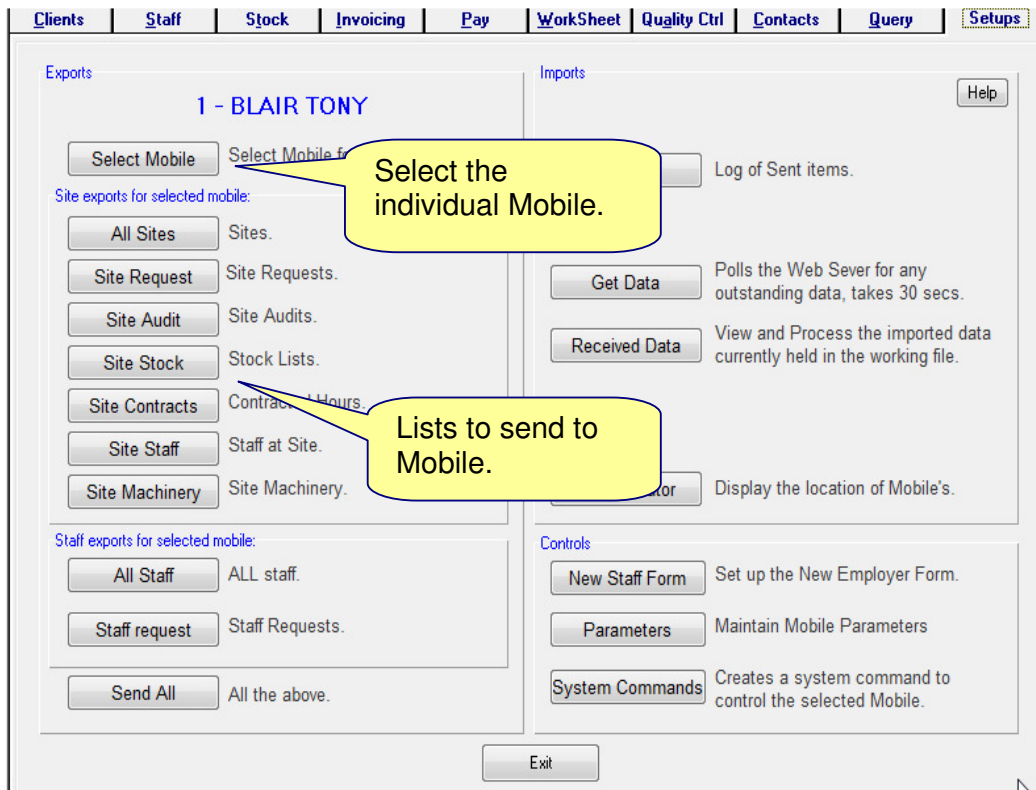 Clients Staff Stock Invoicing Pay WorkSheet Quality Ctrl Contacts Query Setups
Exports
1 - BLAIR TONY
Select Mobile Select Mobile
Select the
individual Mobile.
Site exports for selected mobile:
All Sites Sites.
Site Request Site Requests.
Site Audit Site Audits.
Site Stock Stock Lists.
Site Contracts Hours.
Lists to send to
Mobile.
Site Staff Staff at Site.
Site Machinery Site Machinery.
Staff exports for selected mobile:
All Staff ALL staff.
Staff request Staff Requests.
Send All All the above.
Imports
Help
Log of Sent items.
Get Data Polls the Web Sever for any
outstanding data, takes 30 secs.
Received Data View and Process the imported data
currently held in the working file.
Display the location of Mobile's.
Controls
New Staff Form Set up the New Employer Form.
Parameters Maintain Mobile Parameters
System Commands Creates a system command to
control the selected Mobile.
Exit